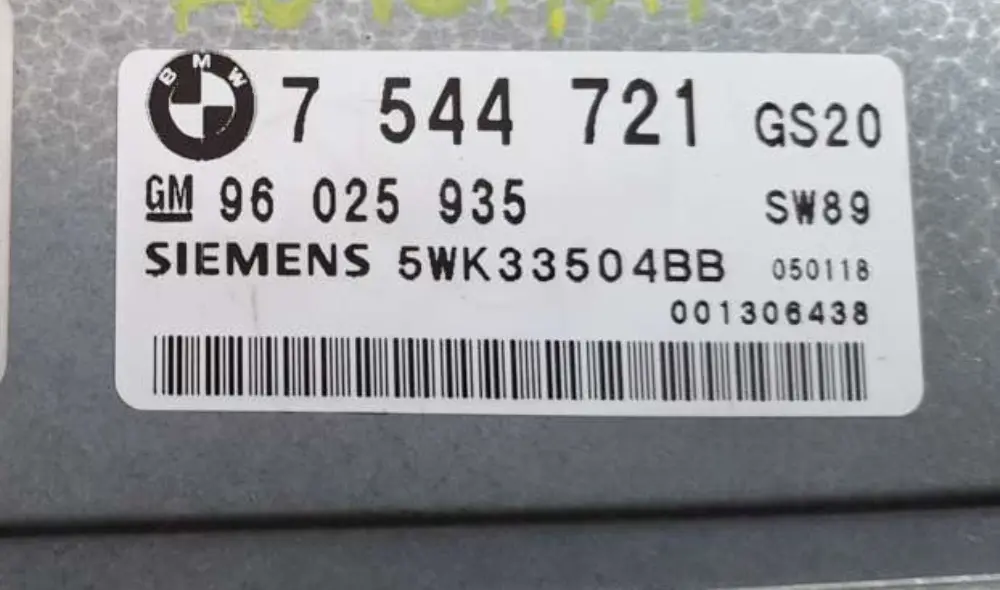 BMW 7 544 721 GS20
GM 96 025 935 SW89
SIEMENS 5WK33504BB 050118
001306438